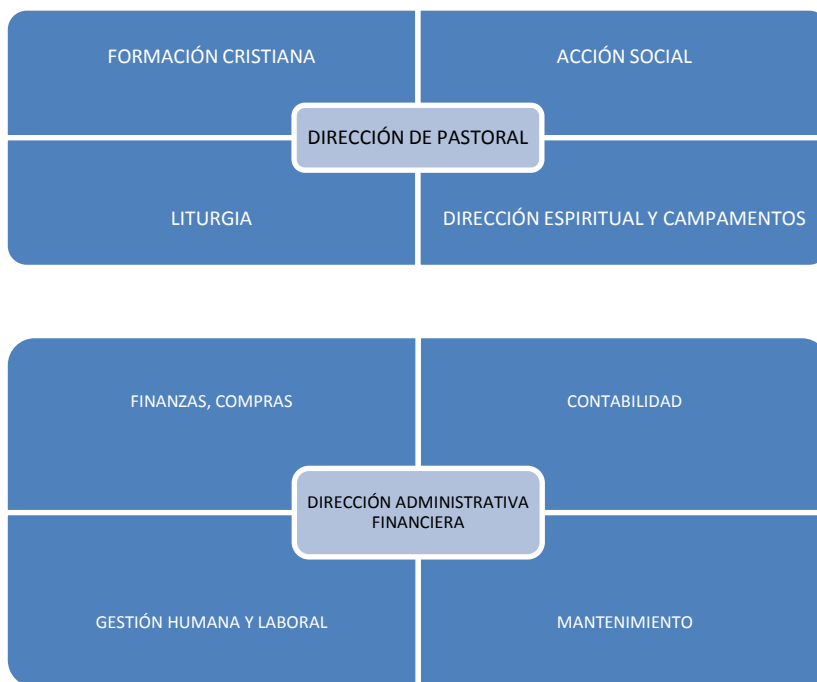 FORMACIÓN CRISTIANA
ACCIÓN SOCIAL
DIRECCIÓN DE PASTORAL
LITURGIA
DIRECCIÓN ESPIRITUAL Y CAMPAMENTOS
FINANZAS, COMPRAS
CONTABILIDAD
DIRECCIÓN ADMINISTRATIVA
FINANCIERA
GESTIÓN HUMANA Y LABORAL
MANTENIMIENTO